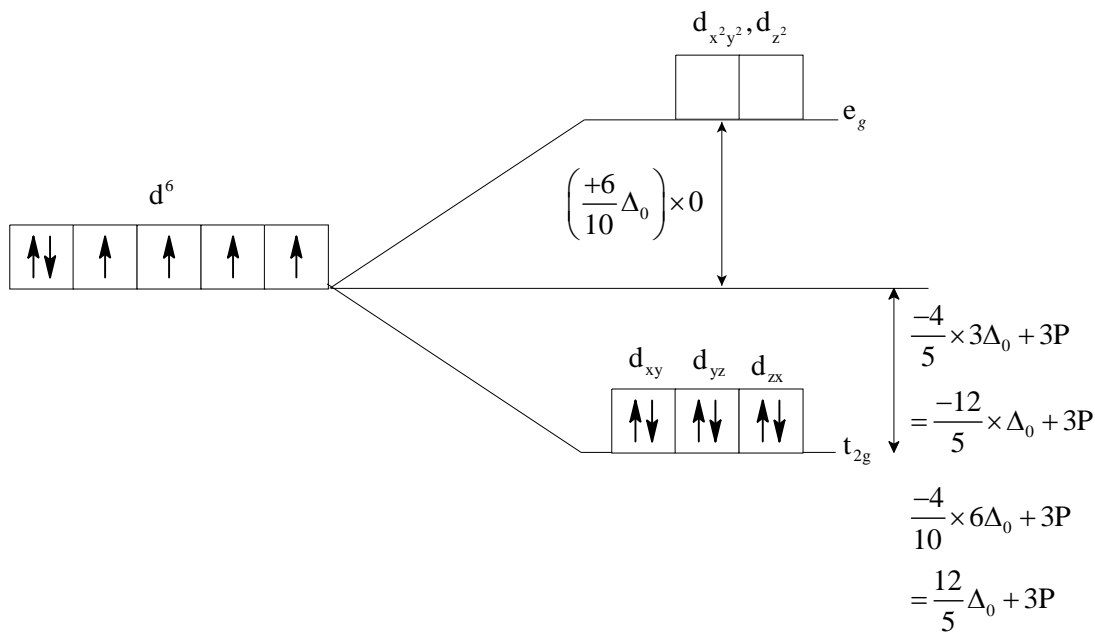 d_{x²y²}, d_{z²}
e_g
(+6/10 Δ₀) × 0
d⁶
-4/5 × 3Δ₀ + 3P
d_{xy} d_{yz} d_{zx}
= -12/5 × Δ₀ + 3P
t_{2g}
-4/10 × 6Δ₀ + 3P
= 12/5 Δ₀ + 3P